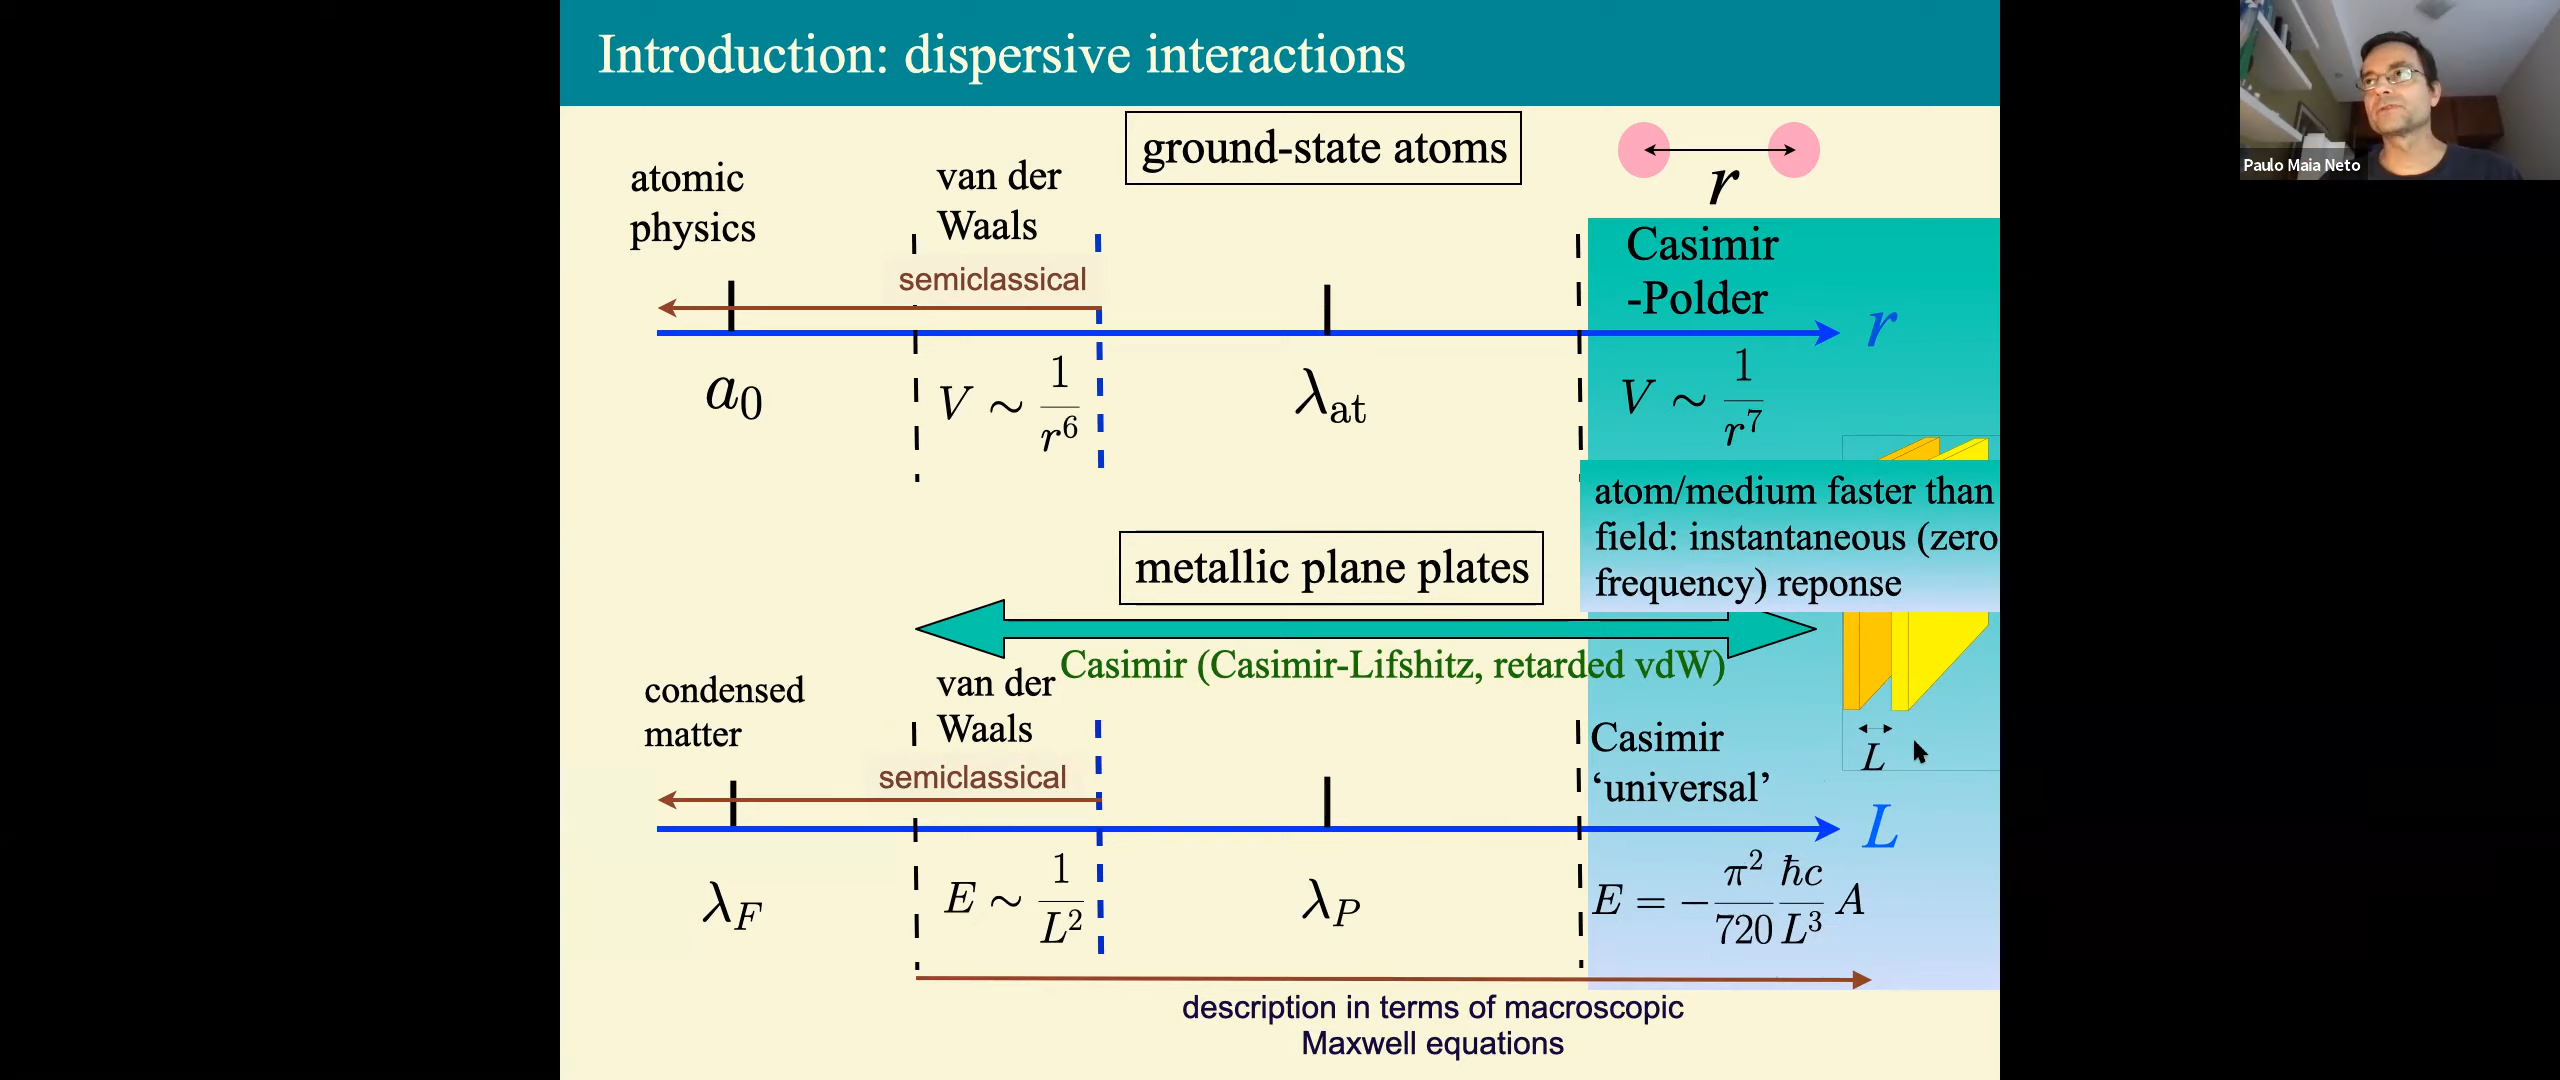 Introduction: dispersive interactions
Paulo Maia Neto
ground-state atoms
r
atomic
physics
van der
Waals
semiclassical
Casimir
-Polder
r
a₀
V ∼ 1/r⁶
λ_at
V ∼ 1/r⁷
atom/medium faster than
field: instantaneous (zero
frequency) reponse
metallic plane plates
Casimir (Casimir-Lifshitz, retarded vdW)
condensed
matter
van der
Waals
semiclassical
Casimir
‘universal’
L
L
λ_F
E ∼ 1/L²
λ_P
E = −π²/720 ħc/L³ A
description in terms of macroscopic
Maxwell equations